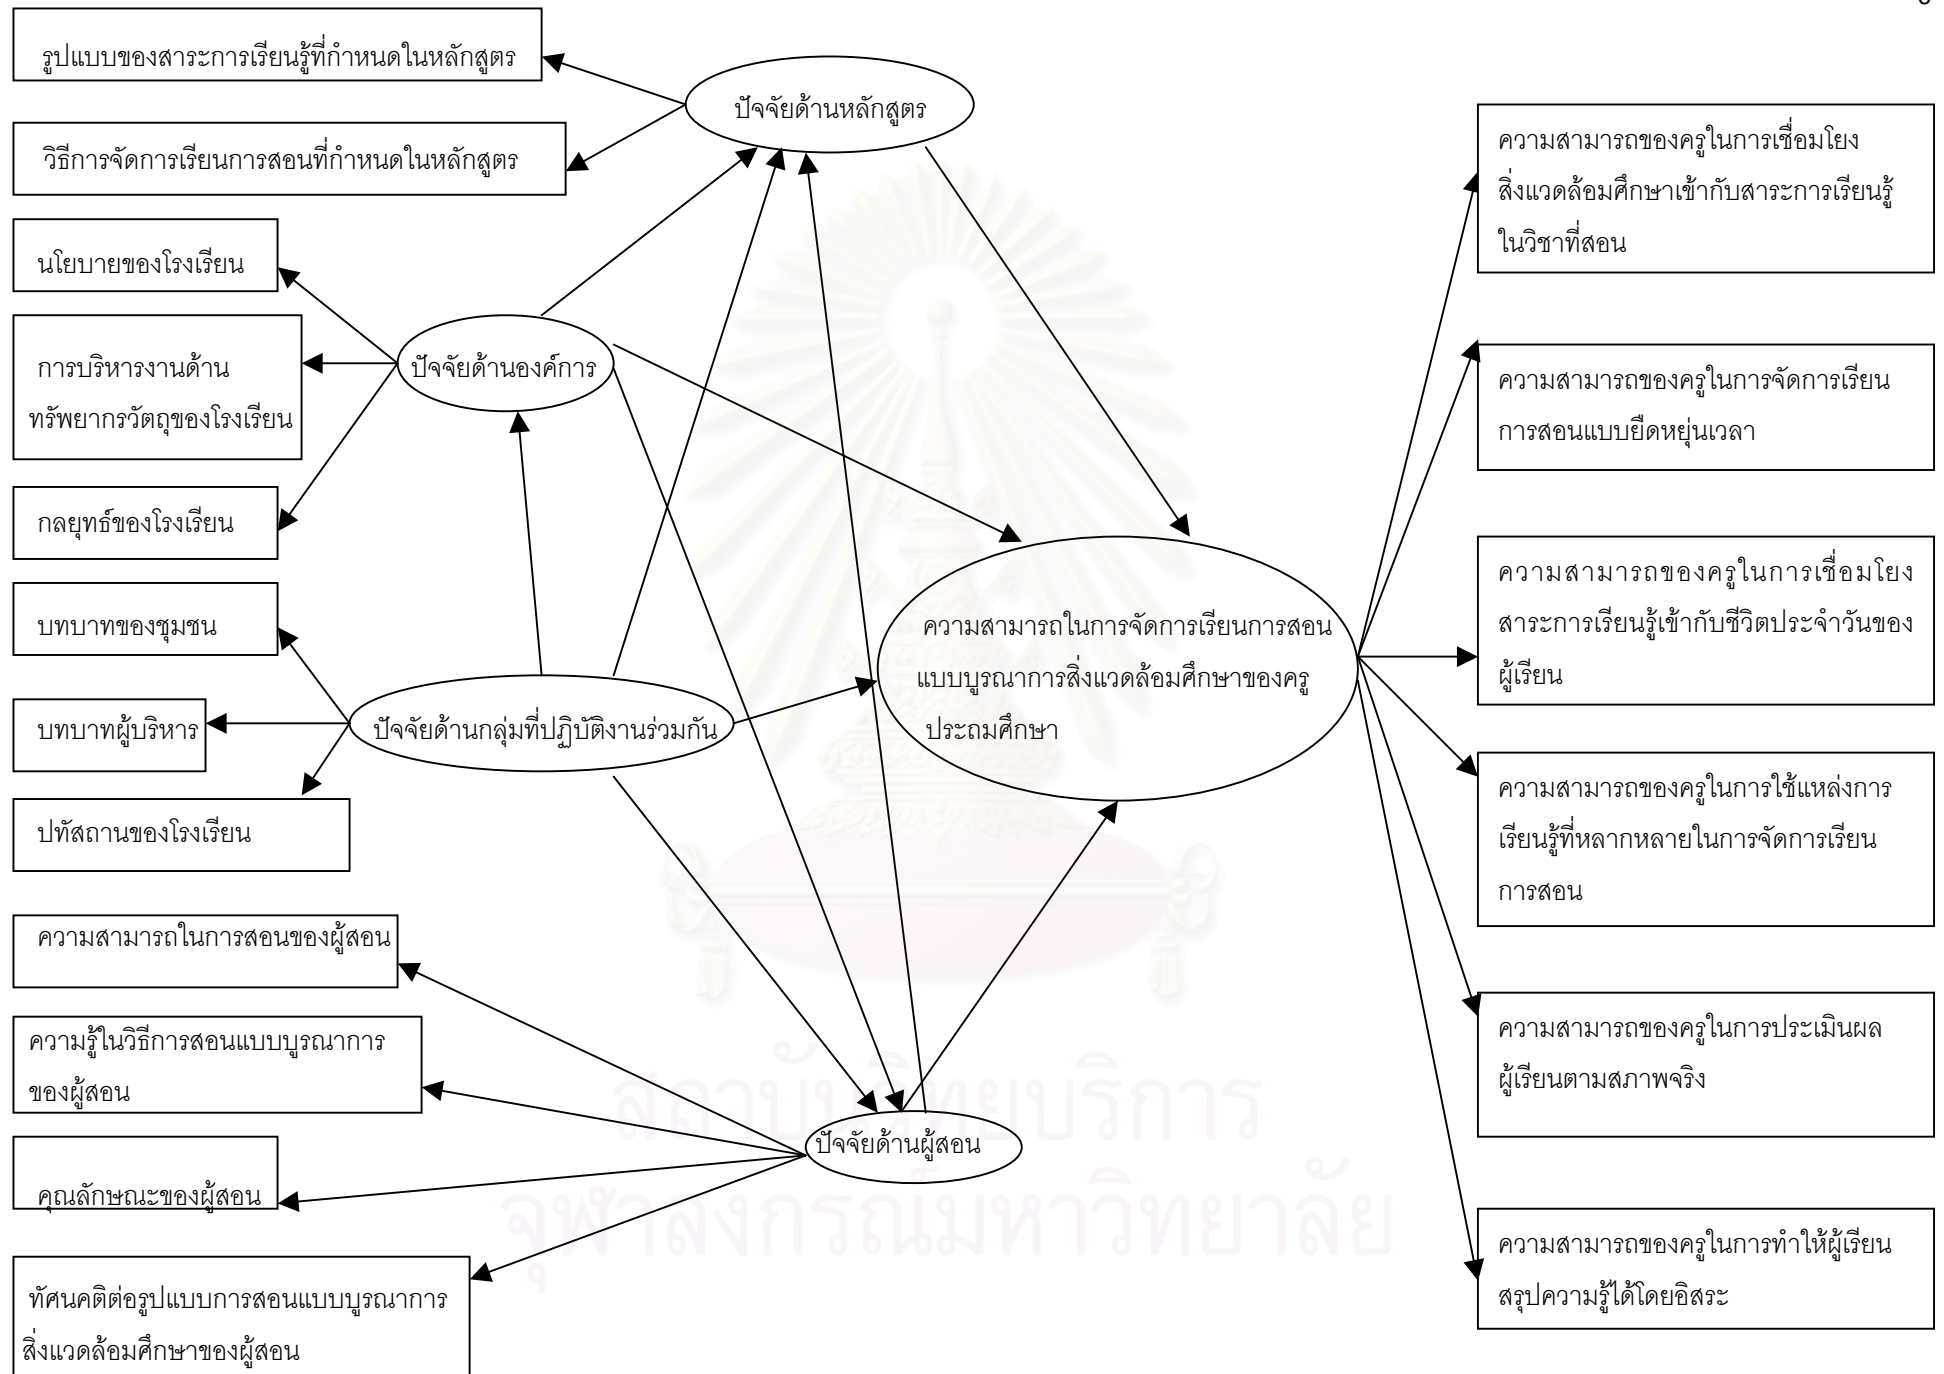 รูปแบบของสาระการเรียนรู้ที่กำหนดในหลักสูตร
ปัจจัยด้านหลักสูตร
วิธีการจัดการเรียนการสอนที่กำหนดในหลักสูตร
นโยบายของโรงเรียน
การบริหารงานด้าน
ทรัพยากรวัตถุของโรงเรียน
ปัจจัยด้านองค์การ
กลยุทธ์ของโรงเรียน
บทบาทของชุมชน
บทบาทผู้บริหาร
ปัจจัยด้านกลุ่มที่ปฏิบัติงานร่วมกัน
ปทัสถานของโรงเรียน
ความสามารถในการสอนของผู้สอน
ความรู้ในวิธีการสอนแบบบูรณาการ
ของผู้สอน
ปัจจัยด้านผู้สอน
คุณลักษณะของผู้สอน
ทัศนคติต่อรูปแบบการสอนแบบบูรณาการ
สิ่งแวดล้อมศึกษาของผู้สอน
ความสามารถในการจัดการเรียนการสอน
แบบบูรณาการสิ่งแวดล้อมศึกษาของครู
ประถมศึกษา
ความสามารถของครูในการเชื่อมโยง
สิ่งแวดล้อมศึกษาเข้ากับสาระการเรียนรู้
ในวิชาที่สอน
ความสามารถของครูในการจัดการเรียน
การสอนแบบยืดหยุ่นเวลา
ความสามารถของครูในการเชื่อมโยง
สาระการเรียนรู้เข้ากับชีวิตประจำวันของ
ผู้เรียน
ความสามารถของครูในการใช้แหล่งการ
เรียนรู้ที่หลากหลายในการจัดการเรียน
การสอน
ความสามารถของครูในการประเมินผล
ผู้เรียนตามสภาพจริง
ความสามารถของครูในการทำให้ผู้เรียน
สรุปความรู้ได้โดยอิสระ
สถาบันวิทยบริการ
จุฬาลงกรณ์มหาวิทยาลัย